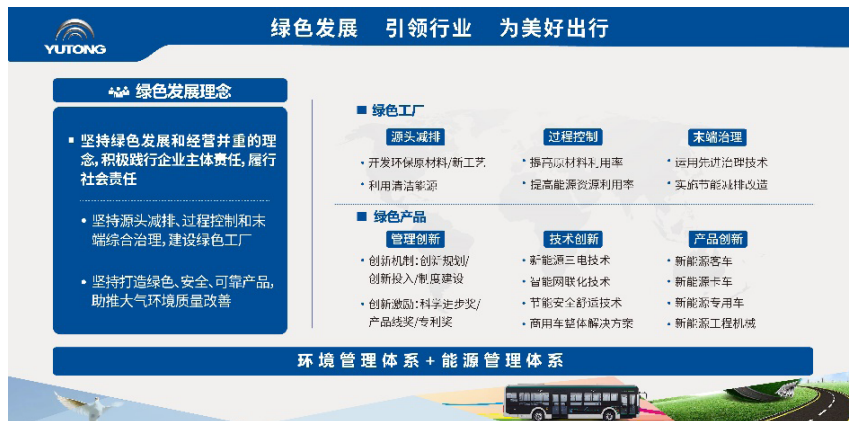 YUTONG
绿色发展 引领行业 为美好出行
绿色发展理念
▪ 坚持绿色发展和经营并重的理
念,积极践行企业主体责任,履行
社会责任
• 坚持源头减排、过程控制和末
端综合治理,建设绿色工厂
• 坚持打造绿色、安全、可靠产品,
助推大气环境质量改善
■ 绿色工厂
源头减排
• 开发环保原材料/新工艺
• 利用清洁能源
过程控制
• 提高原材料利用率
• 提高能源资源利用率
末端治理
• 运用先进治理技术
• 实施节能减排改造
■ 绿色产品
管理创新
• 创新机制:创新规划/
创新投入/制度建设
• 创新激励:科学进步奖/
产品线奖/专利奖
技术创新
• 新能源三电技术
• 智能网联化技术
• 节能安全舒适技术
• 商用车整体解决方案
产品创新
• 新能源客车
• 新能源卡车
• 新能源专用车
• 新能源工程机械
环境管理体系+能源管理体系